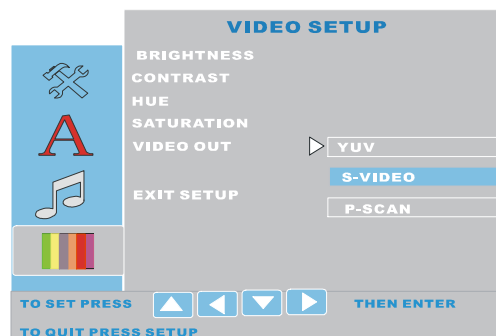 VIDEO SETUP
BRIGHTNESS
CONTRAST
HUE
SATURATION
VIDEO OUT YUV
S-VIDEO
EXIT SETUP
P-SCAN
A
TO SET PRESS THEN ENTER
TO QUIT PRESS SETUP